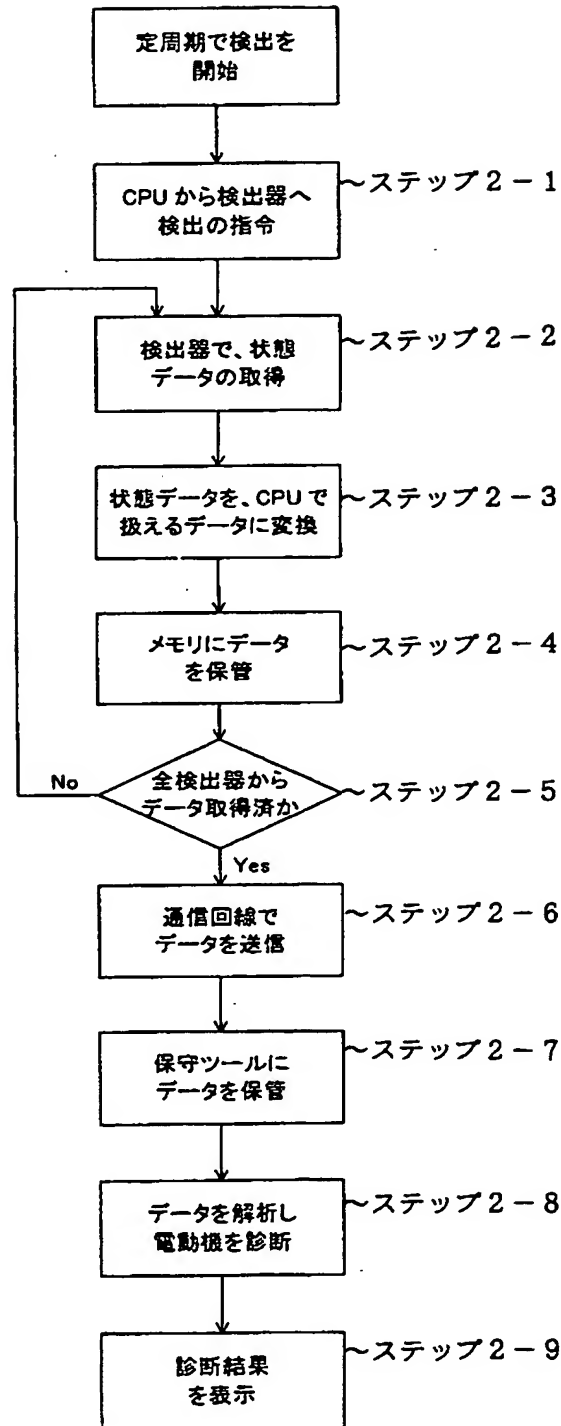 定周期で検出を
開始
CPU から検出器へ
検出の指令
～ステップ２－１
検出器で、状態
データの取得
～ステップ２－２
状態データを、CPU で
扱えるデータに変換
～ステップ２－３
メモリにデータ
を保管
～ステップ２－４
全検出器から
データ取得済か
～ステップ２－５
No
Yes
通信回線で
データを送信
～ステップ２－６
保守ツールに
データを保管
～ステップ２－７
データを解析し
電動機を診断
～ステップ２－８
診断結果
を表示
～ステップ２－９